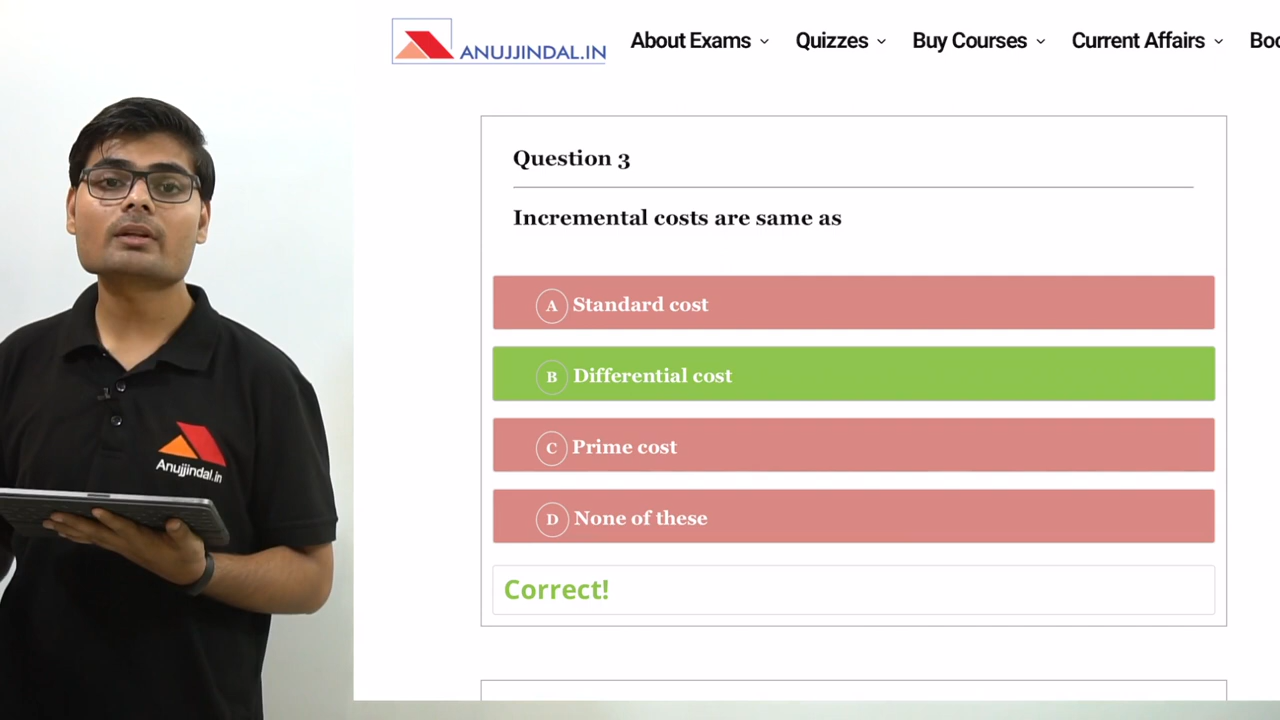 ANUJJINDAL.IN
About Exams
Quizzes
Buy Courses
Current Affairs
Question 3
Incremental costs are same as
A Standard cost
B Differential cost
C Prime cost
D None of these
Correct!
Anujjindal.in